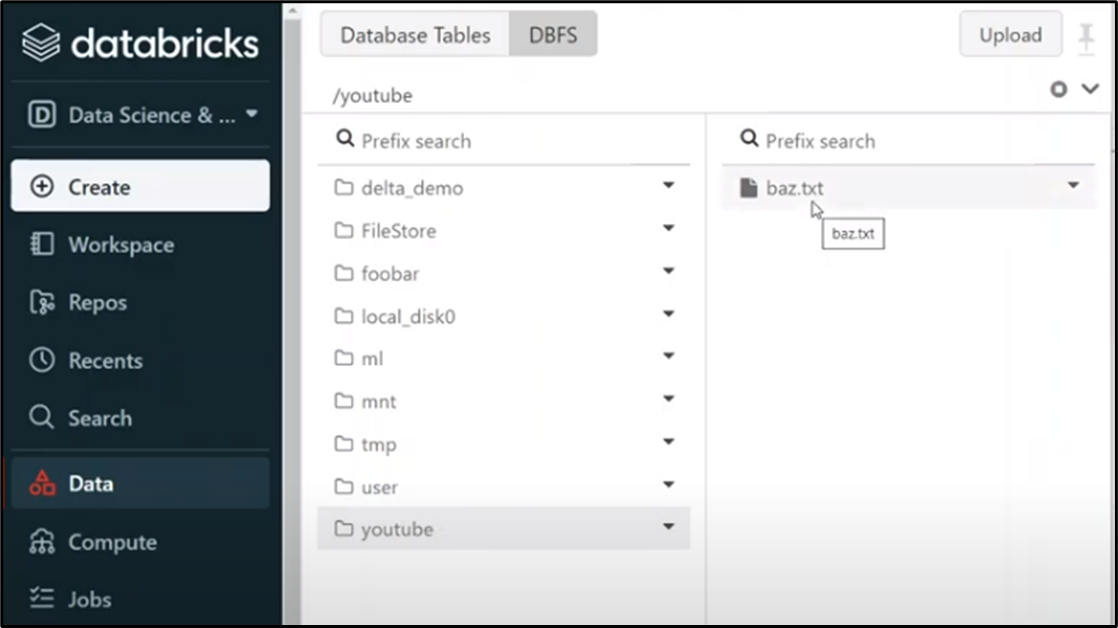 databricks
D Data Science & ...
Create
Workspace
Repos
Recents
Search
Data
Compute
Jobs
Database Tables DBFS Upload
/youtube
Prefix search
delta_demo
FileStore
foobar
local_disk0
ml
mnt
tmp
user
youtube
Prefix search
baz.txt
baz.txt